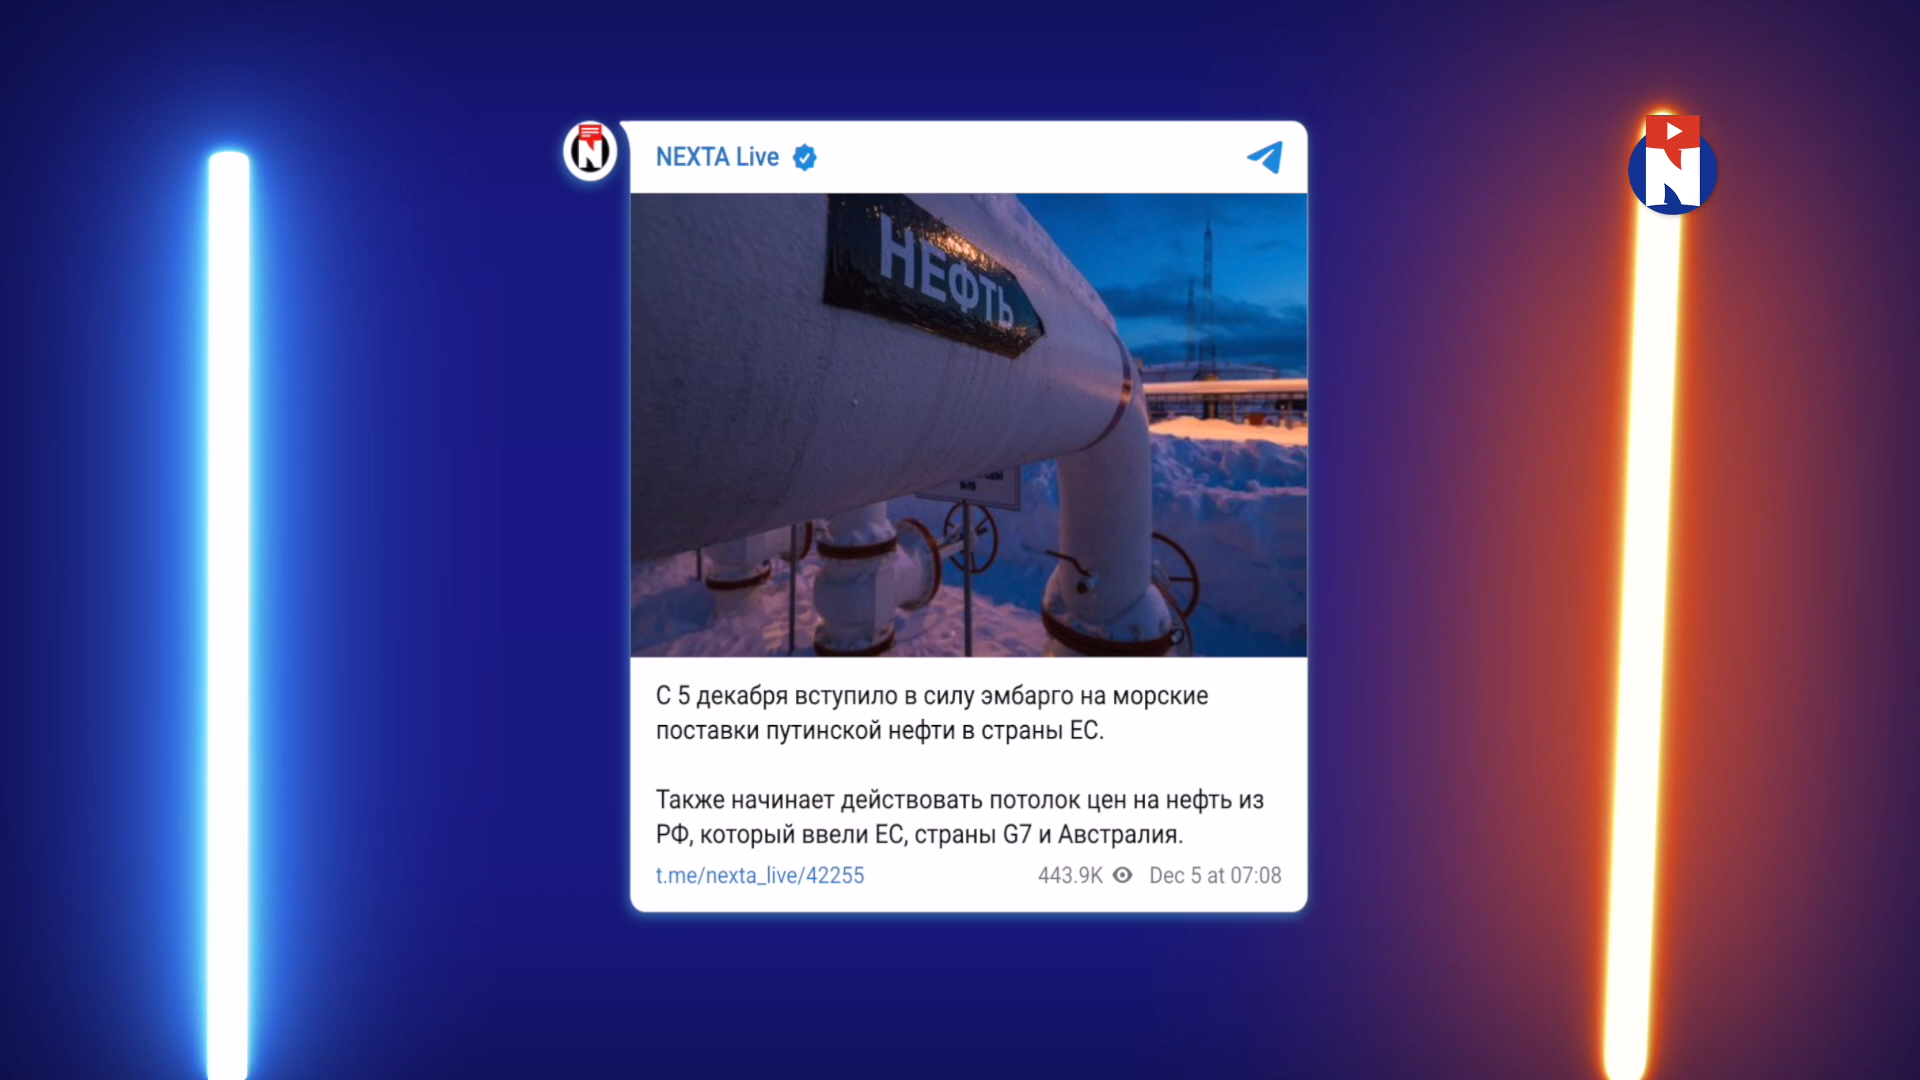 NEXTA Live
НЕФТЬ
С 5 декабря вступило в силу эмбарго на морские
поставки путинской нефти в страны ЕС.
Также начинает действовать потолок цен на нефть из
РФ, который ввели ЕС, страны G7 и Австралия.
t.me/nexta_live/42255 443.9K Dec 5 at 07:08